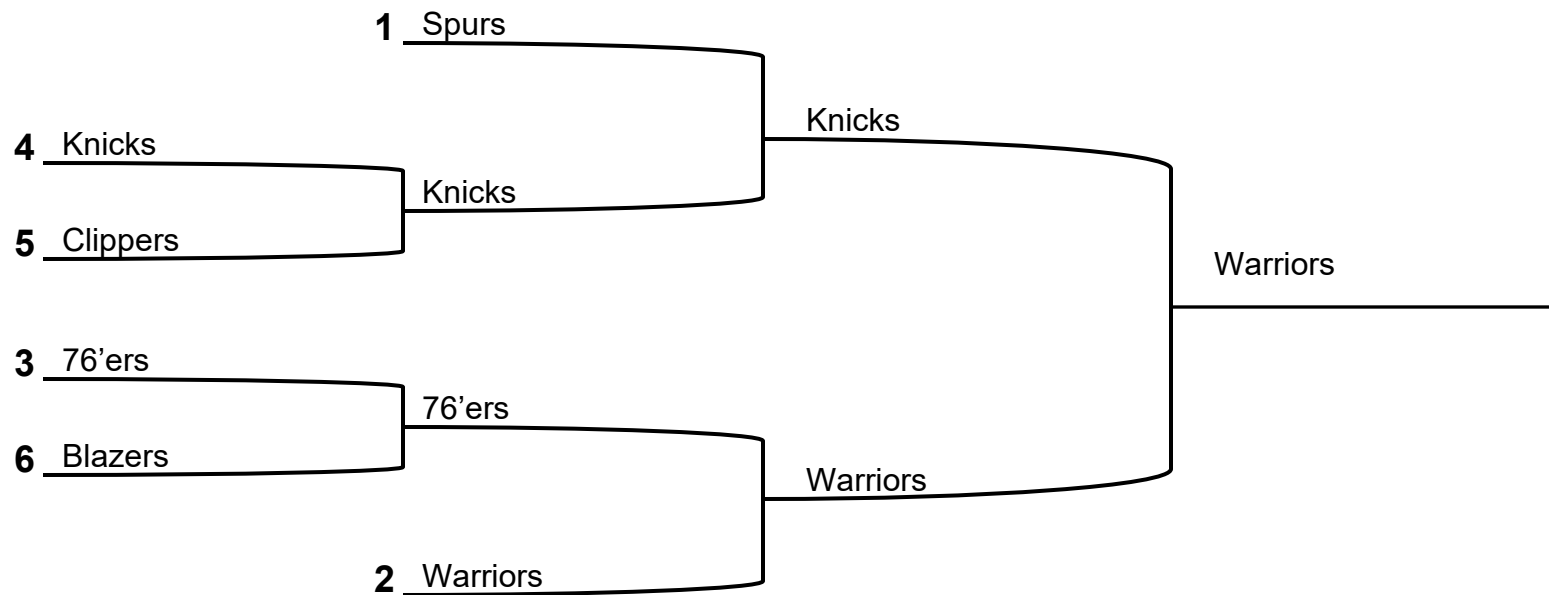 1 Spurs
Knicks
4 Knicks
Knicks
5 Clippers
Warriors
3 76’ers
76’ers
6 Blazers
Warriors
2 Warriors